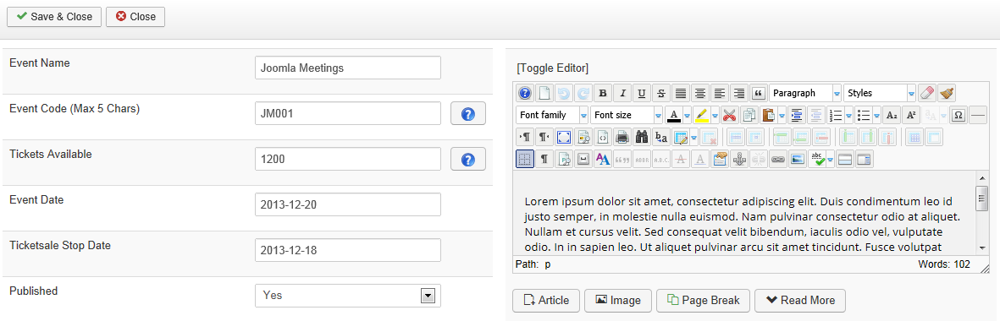 Save & Close Close
Event Name Joomla Meetings
Event Code (Max 5 Chars) JM001
Tickets Available 1200
Event Date 2013-12-20
Ticketsale Stop Date 2013-12-18
Published Yes
[Toggle Editor]
B I U S Paragraph Styles
Font family Font size A A₂ A² A Ω
Lorem ipsum dolor sit amet, consectetur adipiscing elit. Duis condimentum leo id
justo semper, in molestie nulla euismod. Nam pulvinar consectetur odio at aliquet.
Nullam et cursus velit. Sed consequat velit bibendum, iaculis odio vel, vulputate
odio. In in sapien leo. Ut aliquet pulvinar arcu sit amet tincidunt. Fusce volutpat
Path: p Words: 102
Article Image Page Break Read More